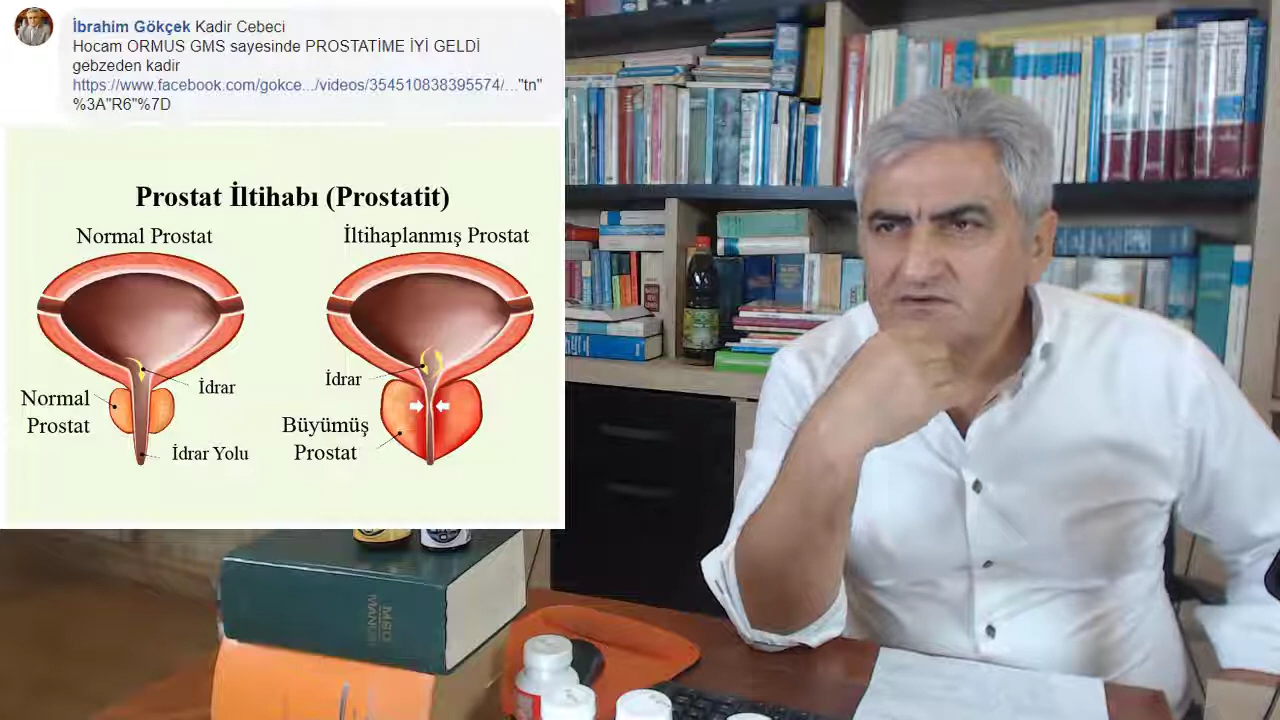 İbrahim Gökçek Kadir Cebeci
Hocam ORMUS GMS sayesinde PROSTATİME İYİ GELDİ
gebzeden kadir
https://www.facebook.com/gokce.../videos/354510838395574/..."tn"
%3A"R6"%7D
Prostat İltihabı (Prostatit)
Normal Prostat
İltihaplanmış Prostat
İdrar
İdrar
Normal
Prostat
Büyümüş
Prostat
İdrar Yolu
MSD